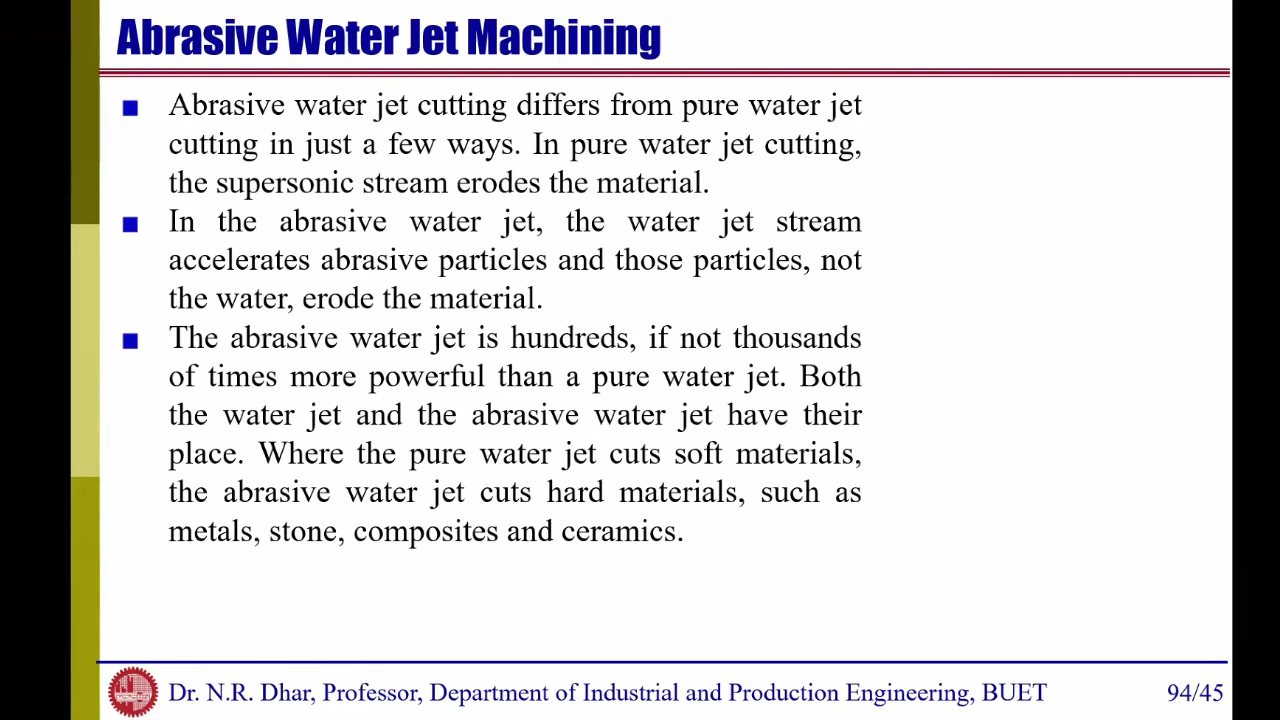 Abrasive Water Jet Machining
Abrasive water jet cutting differs from pure water jet
cutting in just a few ways. In pure water jet cutting,
the supersonic stream erodes the material.
In the abrasive water jet, the water jet stream
accelerates abrasive particles and those particles, not
the water, erode the material.
The abrasive water jet is hundreds, if not thousands
of times more powerful than a pure water jet. Both
the water jet and the abrasive water jet have their
place. Where the pure water jet cuts soft materials,
the abrasive water jet cuts hard materials, such as
metals, stone, composites and ceramics.
Dr. N.R. Dhar, Professor, Department of Industrial and Production Engineering, BUET 94/45